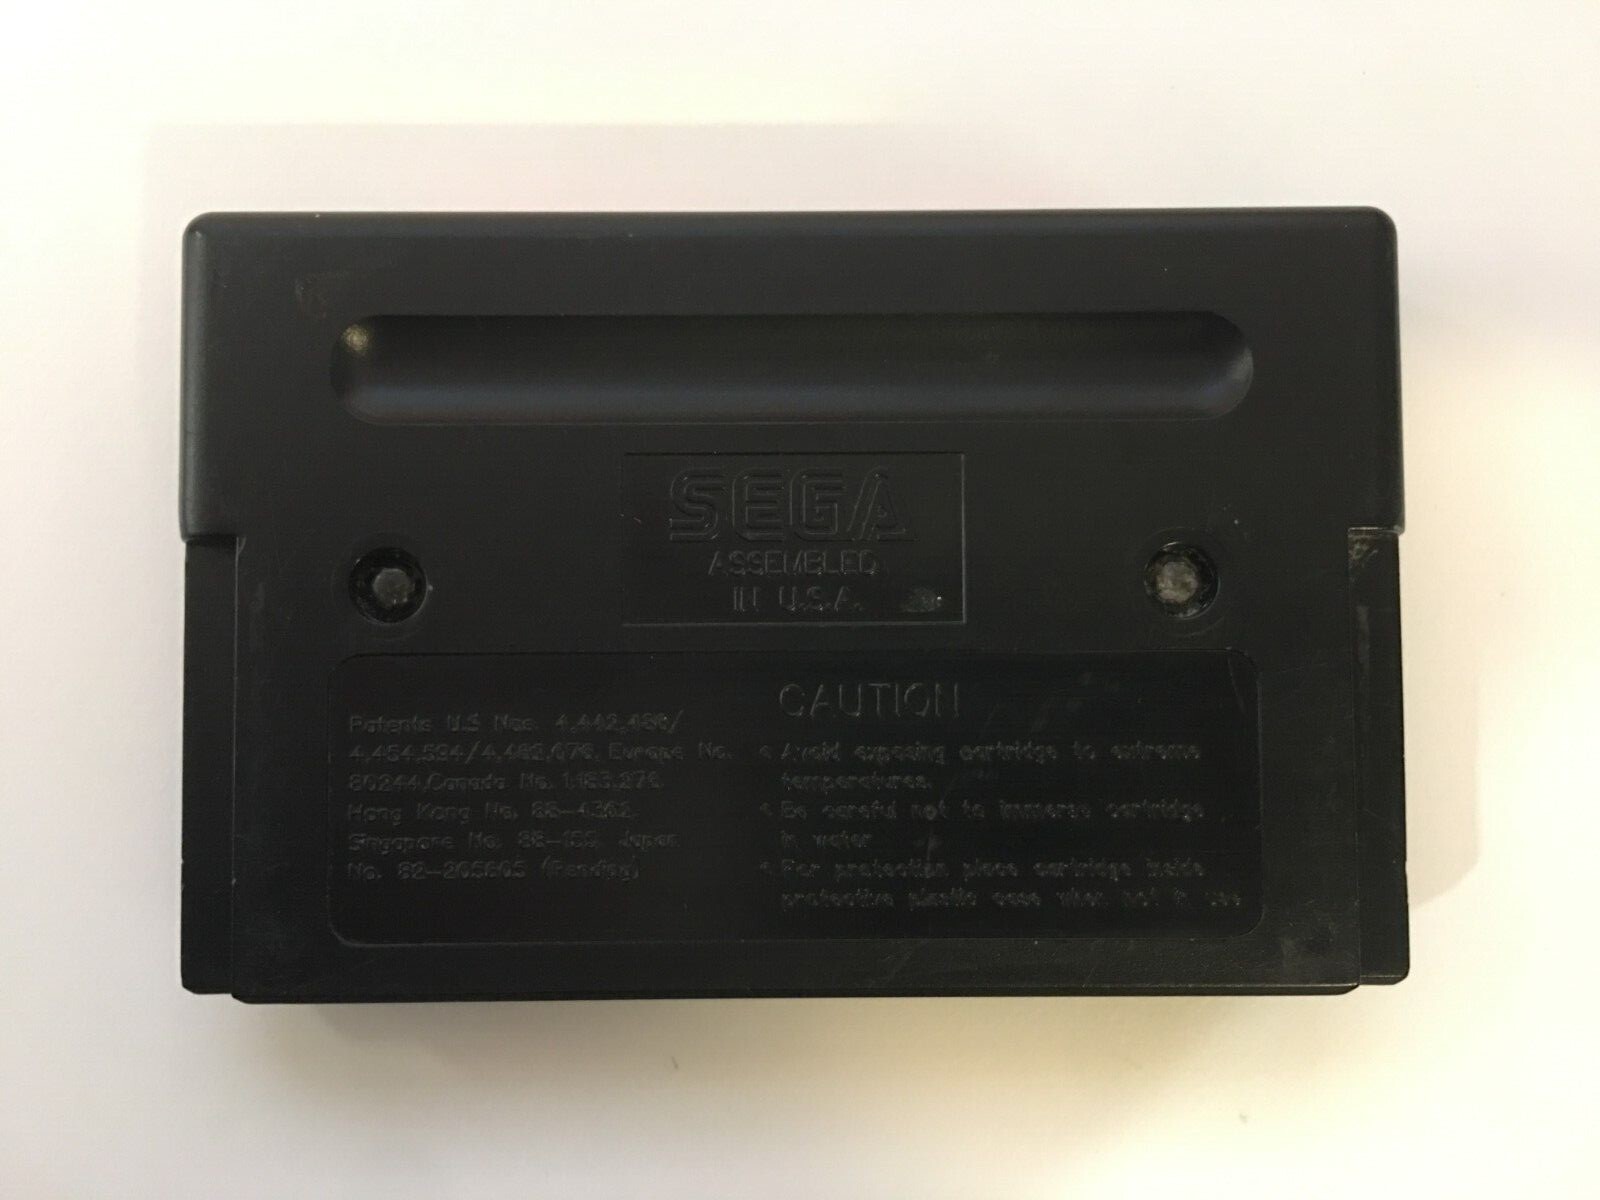 SEGA
ASSEMBLED
IN U.S.A.
Patents U.S Nos. 4,442,486/
4,454,594/4,462,076. Europe No.
80244. Canada No. 1,183,276.
Hong Kong No. 88-4302.
Singapore No. 88-155. Japan
No. 82-205605 (Pending)
CAUTION
• Avoid exposing cartridge to extreme
temperatures.
• Be careful not to immerse cartridge
in water
• For protection place cartridge inside
protective plastic case when not in use